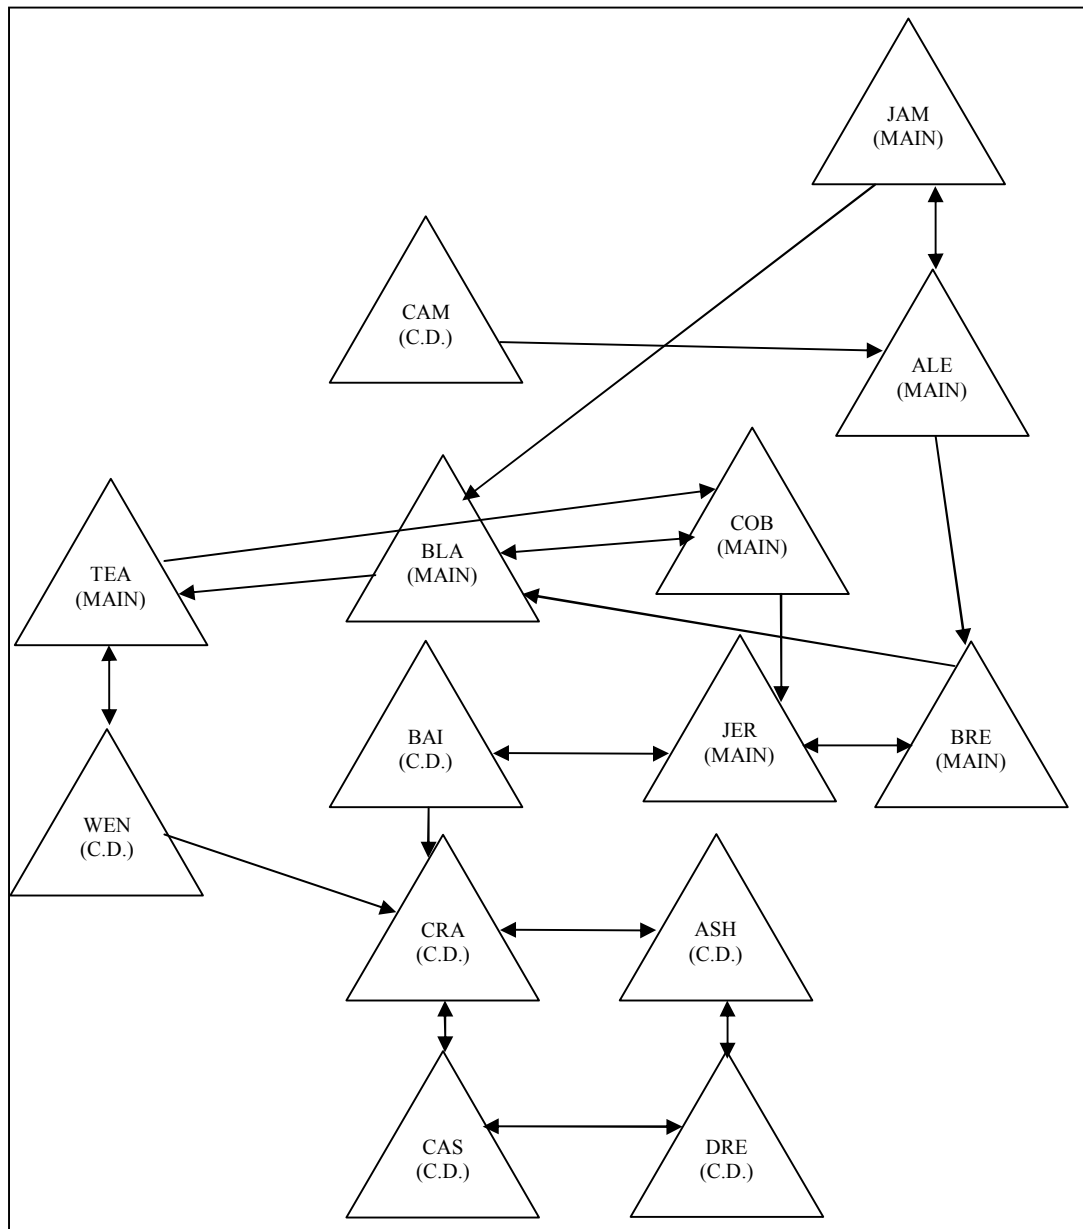 JAM
(MAIN)
CAM
(C.D.)
ALE
(MAIN)
COB
(MAIN)
BLA
(MAIN)
TEA
(MAIN)
BAI
(C.D.)
JER
(MAIN)
BRE
(MAIN)
WEN
(C.D.)
CRA
(C.D.)
ASH
(C.D.)
CAS
(C.D.)
DRE
(C.D.)